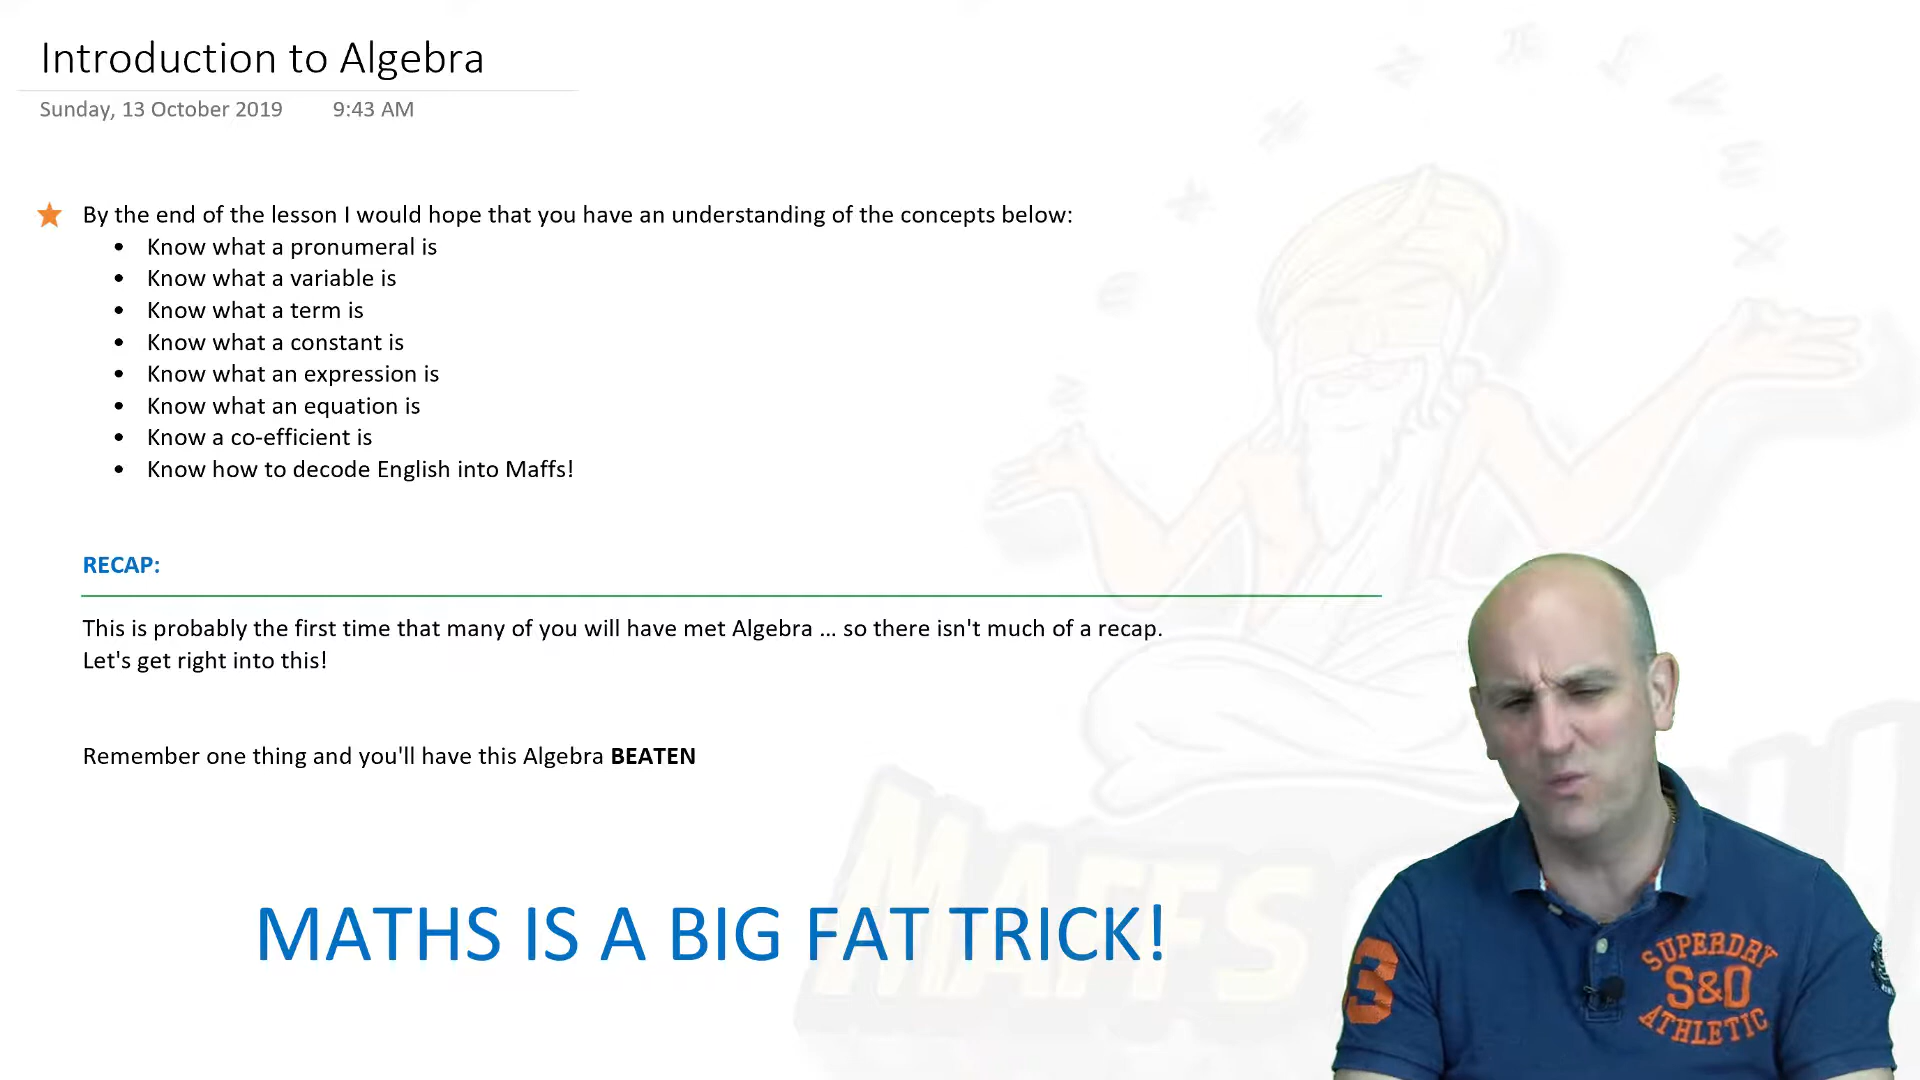 Introduction to Algebra
Sunday, 13 October 2019 9:43 AM
By the end of the lesson I would hope that you have an understanding of the concepts below:
• Know what a pronumeral is
• Know what a variable is
• Know what a term is
• Know what a constant is
• Know what an expression is
• Know what an equation is
• Know a co-efficient is
• Know how to decode English into Maffs!
RECAP:
This is probably the first time that many of you will have met Algebra ... so there isn't much of a recap.
Let's get right into this!
Remember one thing and you'll have this Algebra BEATEN
MAFFS
MATHS IS A BIG FAT TRICK!
3
SUPERDRY
S&D
ATHLETIC